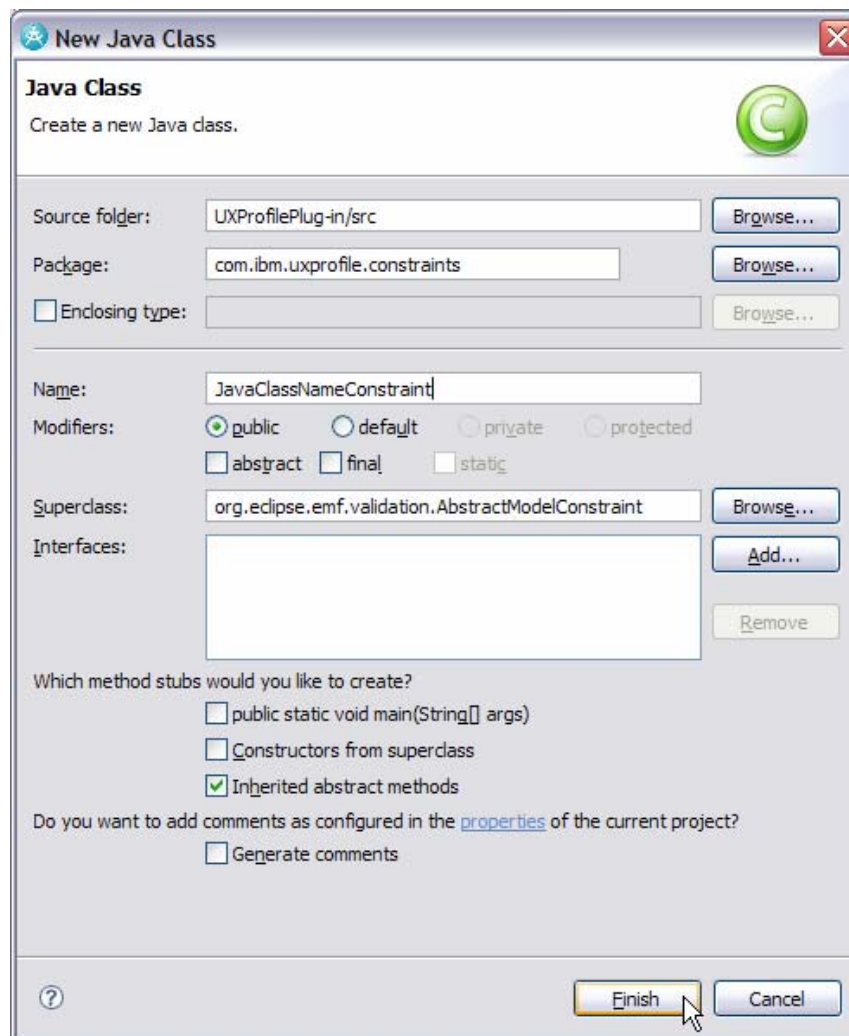 New Java Class
Java Class
Create a new Java class.
C
Source folder: UXProfilePlug-in/src Browse...
Package: com.ibm.uxprofile.constraints Browse...
Enclosing type: Browse...
Name: JavaClassNameConstraint
Modifiers: public default private protected
abstract final static
Superclass: org.eclipse.emf.validation.AbstractModelConstraint Browse...
Interfaces: Add...
Remove
Which method stubs would you like to create?
public static void main(String[] args)
Constructors from superclass
Inherited abstract methods
Do you want to add comments as configured in the properties of the current project?
Generate comments
? Finish Cancel